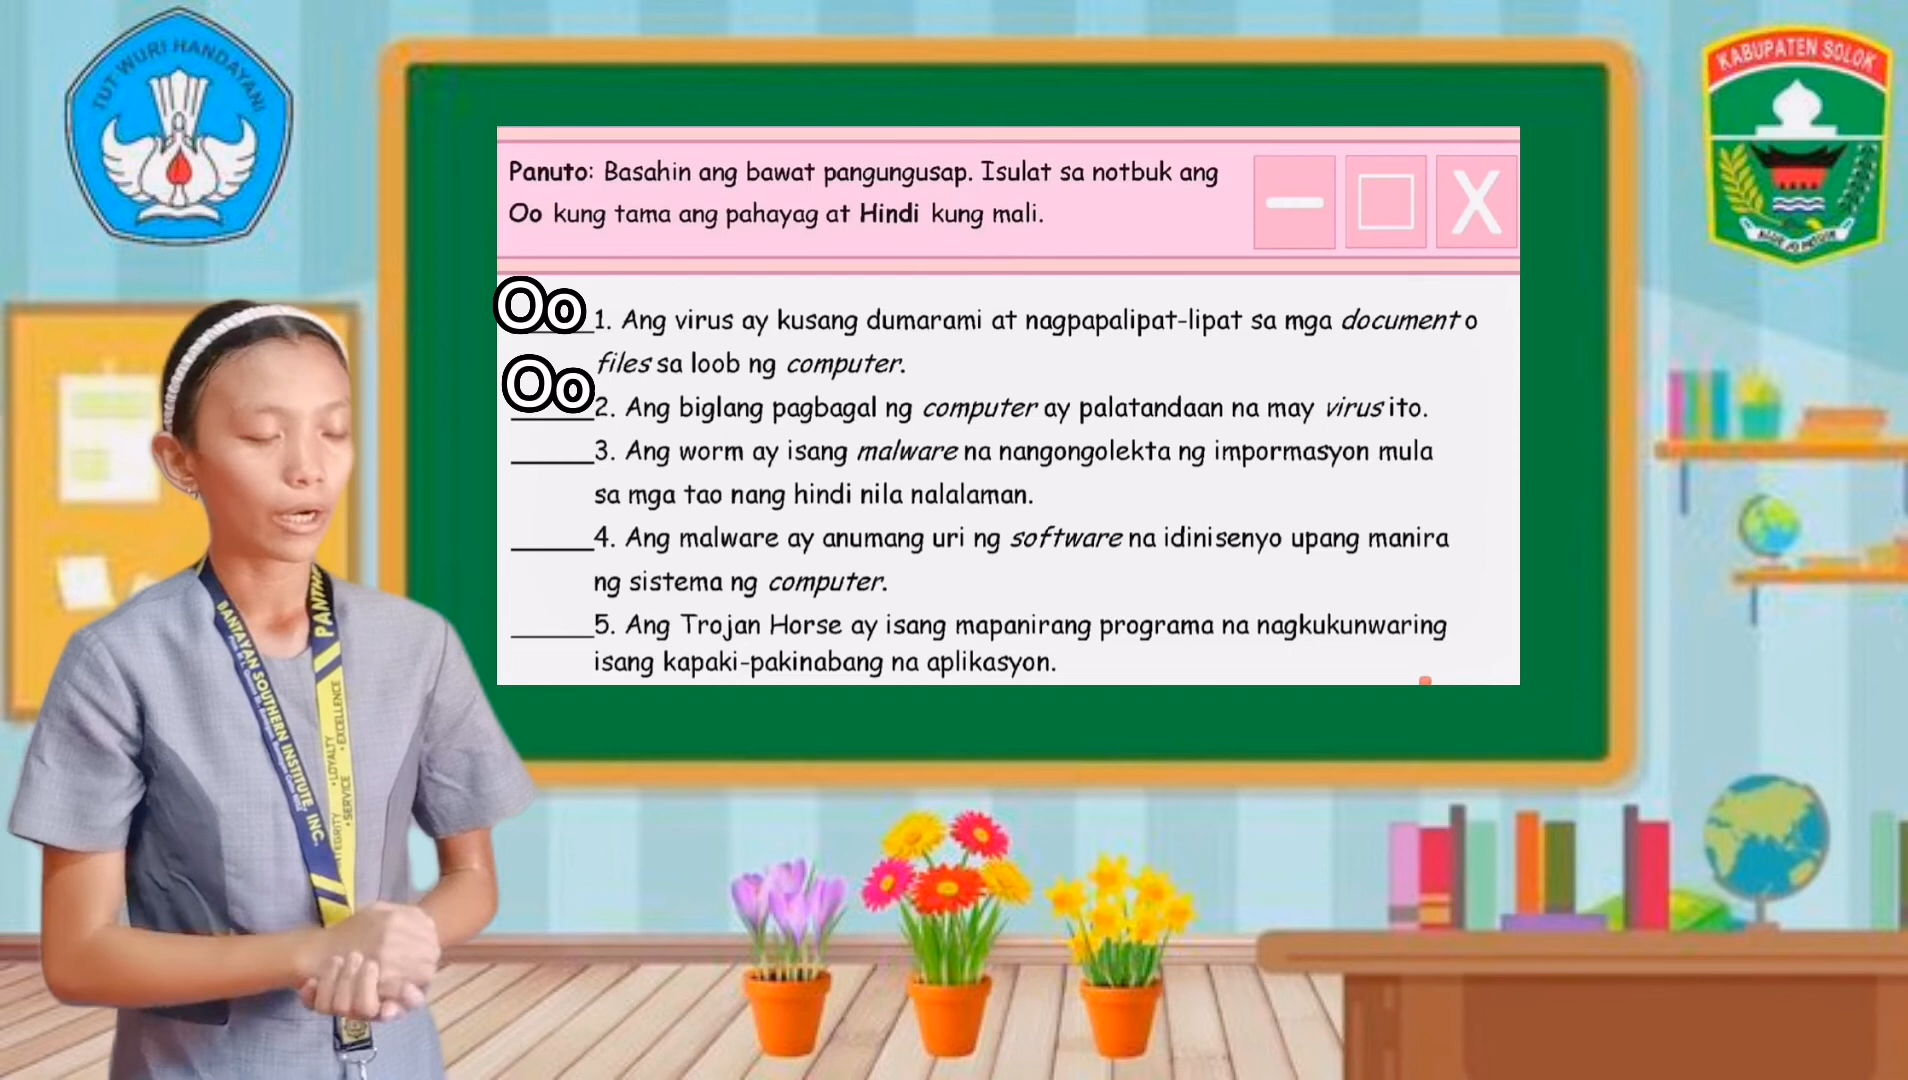 TUT WURI HANDAYANI
KABUPATEN SOLOK
Panuto: Basahin ang bawat pangungusap. Isulat sa notbuk ang
Oo kung tama ang pahayag at Hindi kung mali.
X
Oo
______1. Ang virus ay kusang dumarami at nagpapalipat-lipat sa mga document o
files sa loob ng computer.
Oo
______2. Ang biglang pagbagal ng computer ay palatandaan na may virus ito.
______3. Ang worm ay isang malware na nangongolekta ng impormasyon mula
sa mga tao nang hindi nila nalalaman.
______4. Ang malware ay anumang uri ng software na idinisenyo upang manira
ng sistema ng computer.
______5. Ang Trojan Horse ay isang mapanirang programa na nagkukunwaring
isang kapaki-pakinabang na aplikasyon.
BANTAYAN SOUTHERN INSTITUTE, INC.
• LOYALTY
• EXCELLENCE
• SERVICE